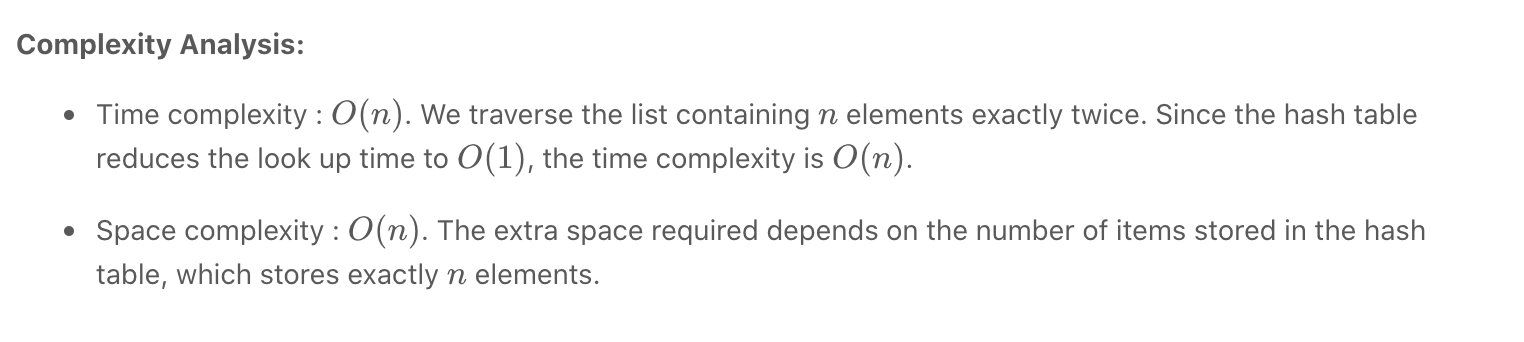 Complexity Analysis:
• Time complexity : O(n). We traverse the list containing n elements exactly twice. Since the hash table
reduces the look up time to O(1), the time complexity is O(n).
• Space complexity : O(n). The extra space required depends on the number of items stored in the hash
table, which stores exactly n elements.